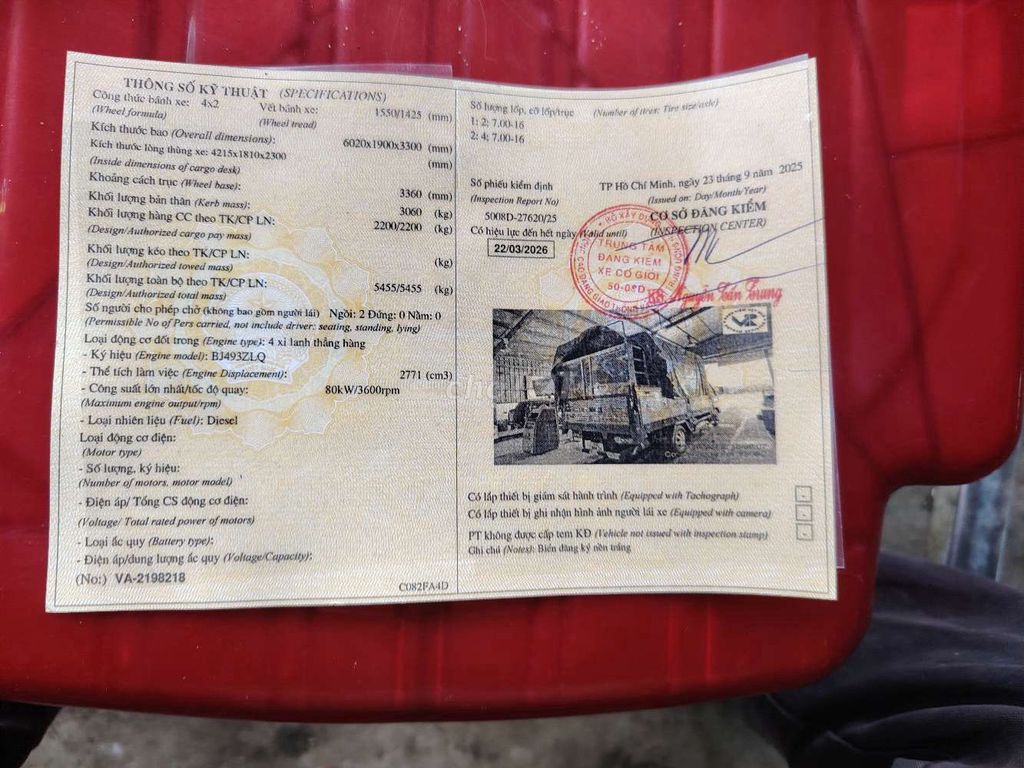 THÔNG SỐ KỸ THUẬT (SPECIFICATIONS)
Công thức bánh xe: 4x2 Vết bánh xe: 1550/1425 (mm)
(Wheel formula) (Wheel tread)
Kích thước bao (Overall dimensions): 6020x1900x3300 (mm)
Kích thước lòng thùng xe: 4215x1810x2300 (mm)
(Inside dimensions of cargo desk)
Khoảng cách trục (Wheel base): 3360 (mm)
Khối lượng bản thân (Kerb mass): 3060 (kg)
Khối lượng hàng CC theo TK/CP LN: 2200/2200 (kg)
(Design/Authorized cargo pay mass)
Khối lượng kéo theo TK/CP LN: (kg)
(Design/Authorized towed mass)
Khối lượng toàn bộ theo TK/CP LN: 5455/5455 (kg)
(Design/Authorized total mass)
Số người cho phép chở (không bao gồm người lái) Ngồi: 2 Đứng: 0 Nằm: 0
(Permissible No of Pers carried, not include driver: seating, standing, lying)
Loại động cơ đốt trong (Engine type): 4 xi lanh thẳng hàng
- Ký hiệu (Engine model): BJ493ZLQ
- Thể tích làm việc (Engine Displacement): 2771 (cm3)
- Công suất lớn nhất/tốc độ quay: 80kW/3600rpm
(Maximum engine output/rpm)
- Loại nhiên liệu (Fuel): Diesel
Loại động cơ điện:
(Motor type)
- Số lượng, ký hiệu:
(Number of motors, motor model)
- Điện áp/ Tổng CS động cơ điện:
(Voltage/ Total rated power of motors)
- Loại ắc quy (Battery type):
- Điện áp/dung lượng ắc quy (Voltage/Capacity):
(No:) VA-2198218 C082FA4D
Số lượng lốp, cỡ lốp/trục (Number of tires: Tire size/axle)
1: 2; 7.00-16
2: 4; 7.00-16
Số phiếu kiểm định
(Inspection Report No)
5008D-27620/25
Có hiệu lực đến hết ngày (Valid until)
22/03/2026
TP Hồ Chí Minh, ngày 23 tháng 9 năm 2025
(Issued on: Day/Month/Year)
CƠ SỞ ĐĂNG KIỂM
(INSPECTION CENTER)
TRUNG TÂM
ĐĂNG KIỂM
XE CƠ GIỚI
50-08D
KS. Nguyễn Tấn Trung
VR
Có lắp thiết bị giám sát hành trình (Equipped with Tachograph) -
Có lắp thiết bị ghi nhận hình ảnh người lái xe (Equipped with camera) -
PT không được cấp tem KĐ (Vehicle not issued with inspection stamp) -
Ghi chú (Notes): Biển đăng ký nền trắng